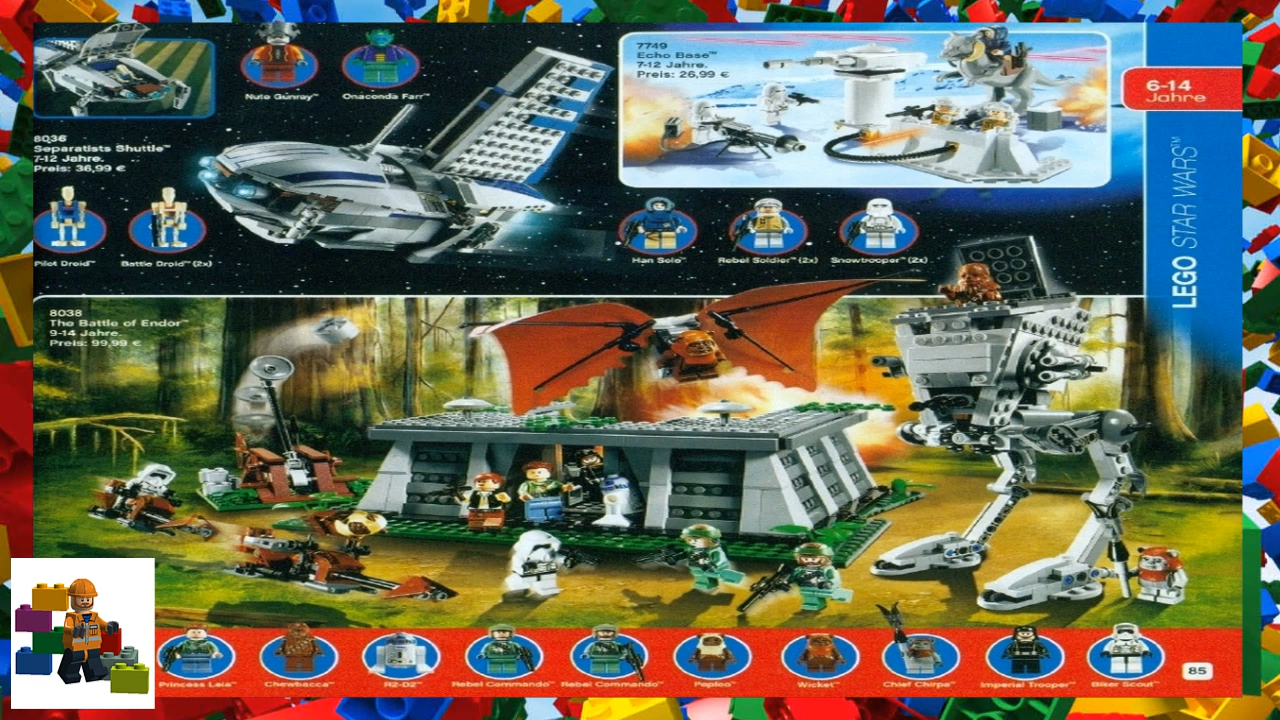 Nute Gunray™
Onaconda Farr™
8036
Separatists Shuttle™
7-12 Jahre.
Preis: 36,99 €
Pilot Droid™
Battle Droid™ (2x)
7749
Echo Base™
7-12 Jahre.
Preis: 26,99 €
Han Solo™
Rebel Soldier™ (2x)
Snowtrooper™ (2x)
6-14
Jahre
LEGO STAR WARS™
8038
The Battle of Endor™
9-14 Jahre.
Preis: 99,99 €
Princess Leia™
Chewbacca™
R2-D2™
Rebel Commando™
Rebel Commando™
Paploo™
Wicket™
Chief Chirpa™
Imperial Trooper™
Biker Scout™
85